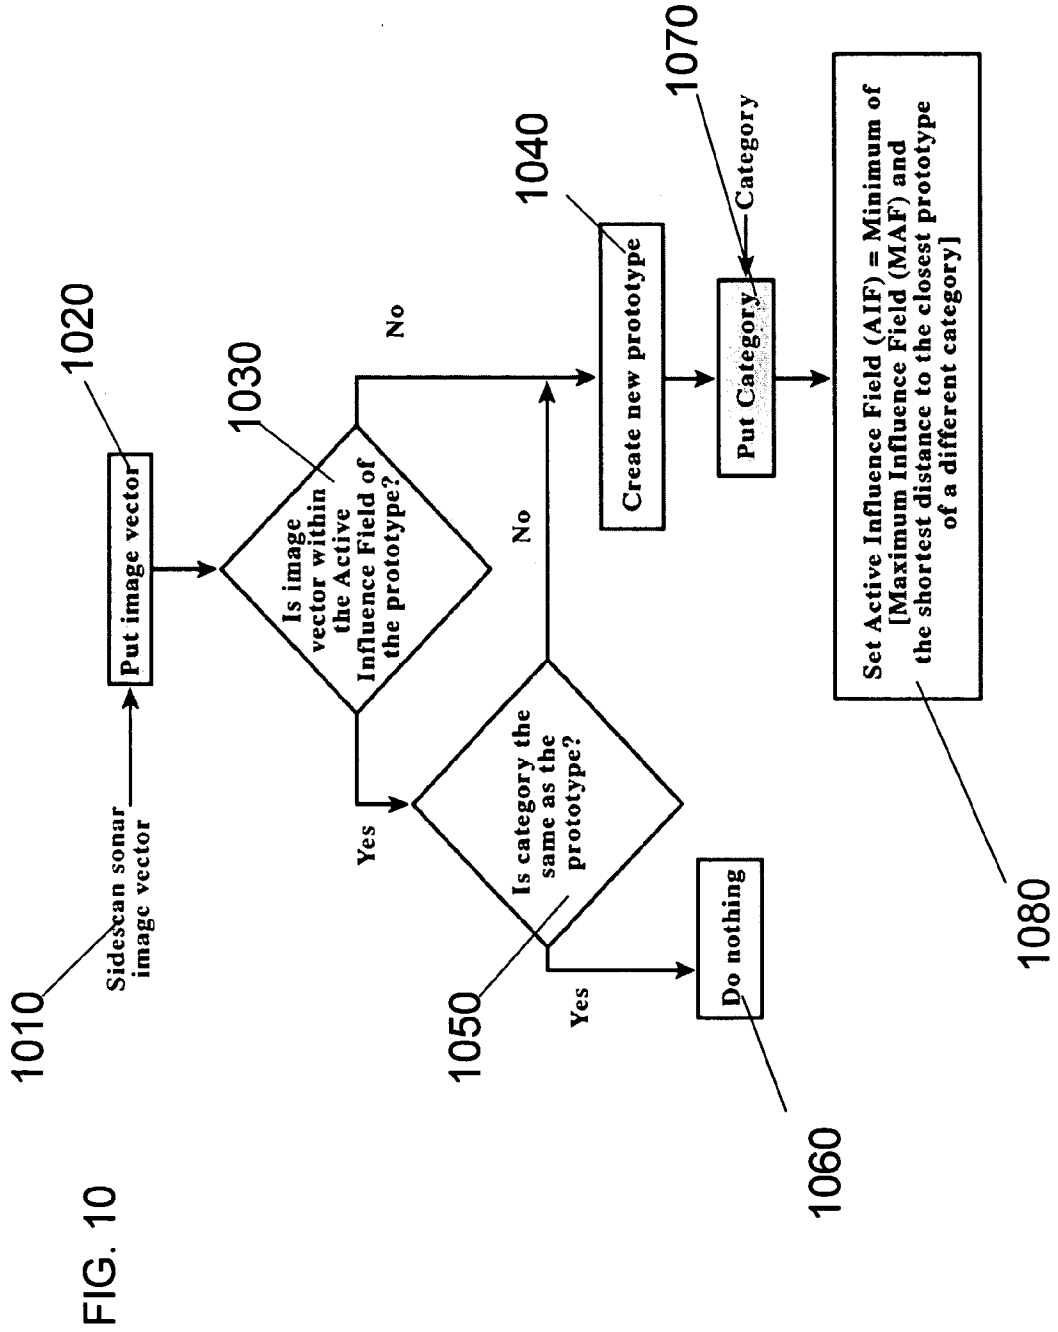 FIG. 10
1010
Sidescan sonar
image vector
1020
Put image vector
1030
Is image
vector within
the Active
Influence Field of
the prototype?
No
Yes
1050
Is category the
same as the
prototype?
No
Yes
1060
Do nothing
1040
Create new prototype
1070
Category
Put Category
1080
Set Active Influence Field (AIF) = Minimum of
[Maximum Influence Field (MAF) and
the shortest distance to the closest prototype
of a different category]